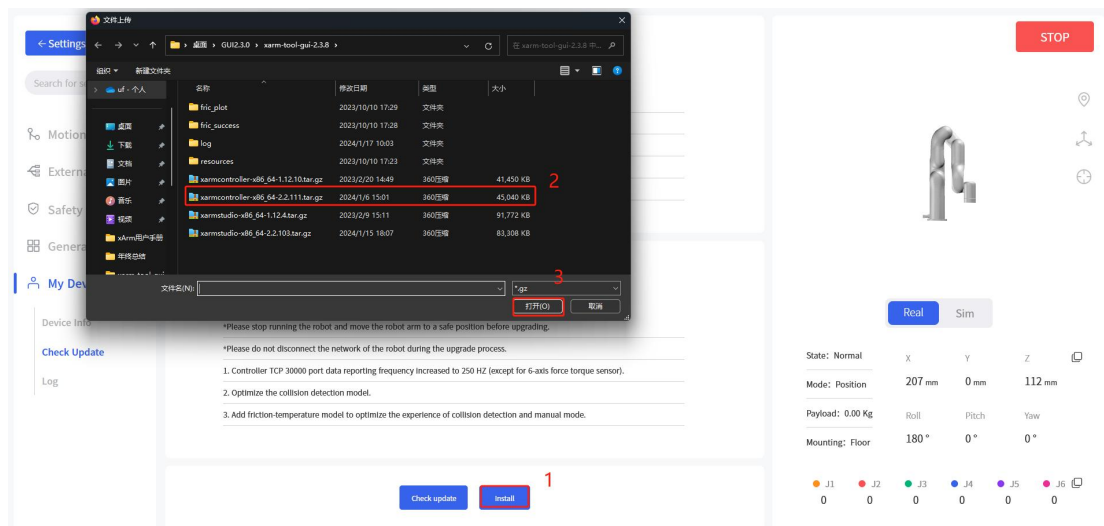 文件上传
桌面 > GUI2.3.0 > xarm-tool-gui-2.3.8 >
在 xarm-tool-gui-2.3.8 中...
组织
新建文件夹
uf - 个人
桌面
下载
文档
图片
音乐
视频
xArm用户手册
年终总结
名称 修改日期 类型 大小
fric_plot 2023/10/10 17:29 文件夹
fric_success 2023/10/10 17:28 文件夹
log 2024/1/17 10:03 文件夹
resources 2023/10/10 17:23 文件夹
xarmcontroller-x86_64-1.12.10.tar.gz 2023/2/20 14:49 360压缩 41,450 KB
xarmcontroller-x86_64-2.2.111.tar.gz 2024/1/6 15:01 360压缩 45,040 KB
2
xarmstudio-x86_64-1.12.4.tar.gz 2023/2/9 15:11 360压缩 91,772 KB
xarmstudio-x86_64-2.2.103.tar.gz 2024/1/15 18:07 360压缩 83,308 KB
3
文件名(N):
*.gz
打开(O)
取消
Settings
Search for
Motion
Externa
Safety
Genera
My Dev
Device Info
Check Update
Log
*Please stop running the robot and move the robot arm to a safe position before upgrading.
*Please do not disconnect the network of the robot during the upgrade process.
1. Controller TCP 30000 port data reporting frequency increased to 250 HZ (except for 6-axis force torque sensor).
2. Optimize the collision detection model.
3. Add friction-temperature model to optimize the experience of collision detection and manual mode.
Check update
Install
1
STOP
Real
Sim
State: Normal
Mode: Position
Payload: 0.00 Kg
Mounting: Floor
X Y Z
207 mm 0 mm 112 mm
Roll Pitch Yaw
180 ° 0 ° 0 °
J1 J2 J3 J4 J5 J6
0 0 0 0 0 0